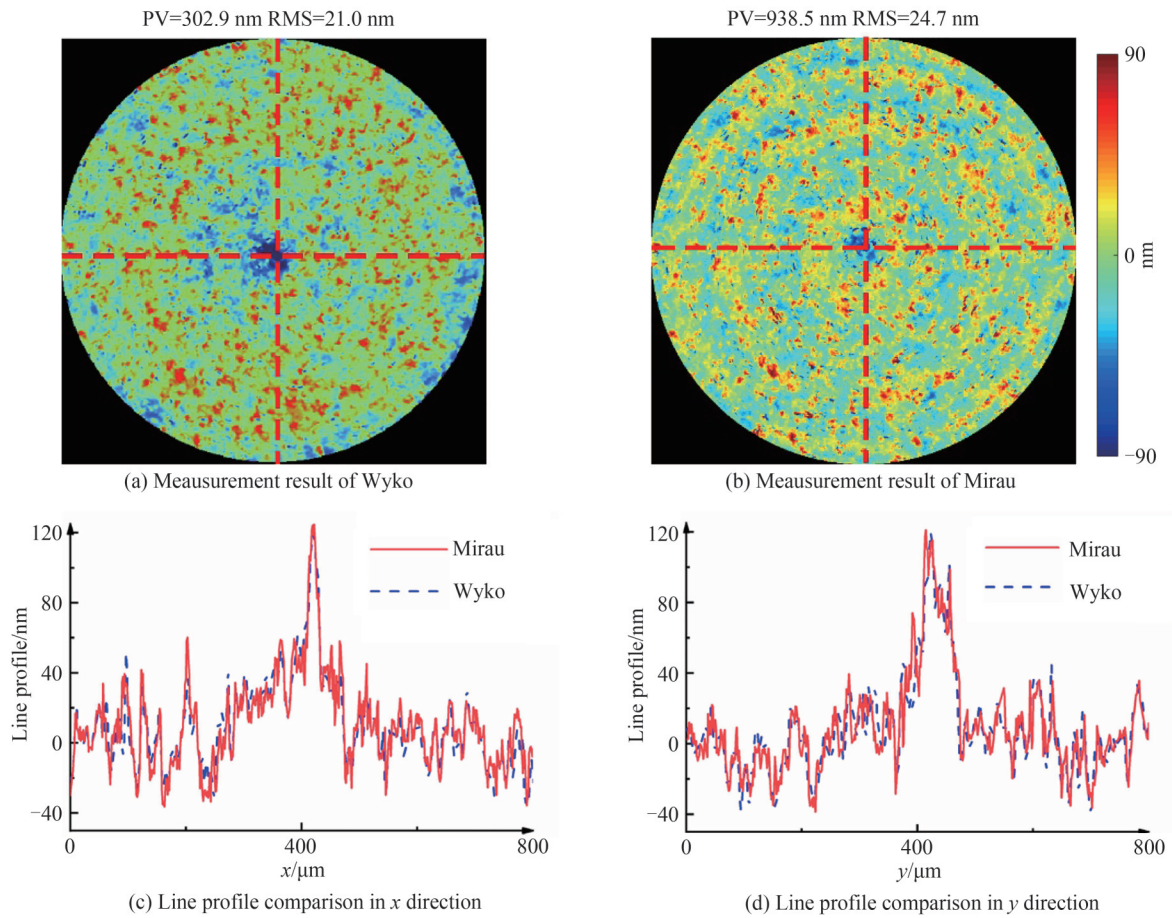 PV=302.9 nm RMS=21.0 nm
PV=938.5 nm RMS=24.7 nm
90
0
nm
−90
(a) Meausurement result of Wyko
(b) Meausurement result of Mirau
120
80
40
0
−40
Line profile/nm
Mirau
Wyko
0
400
800
x/μm
120
80
40
0
−40
Line profile/nm
Mirau
Wyko
0
400
800
y/μm
(c) Line profile comparison in x direction
(d) Line profile comparison in y direction